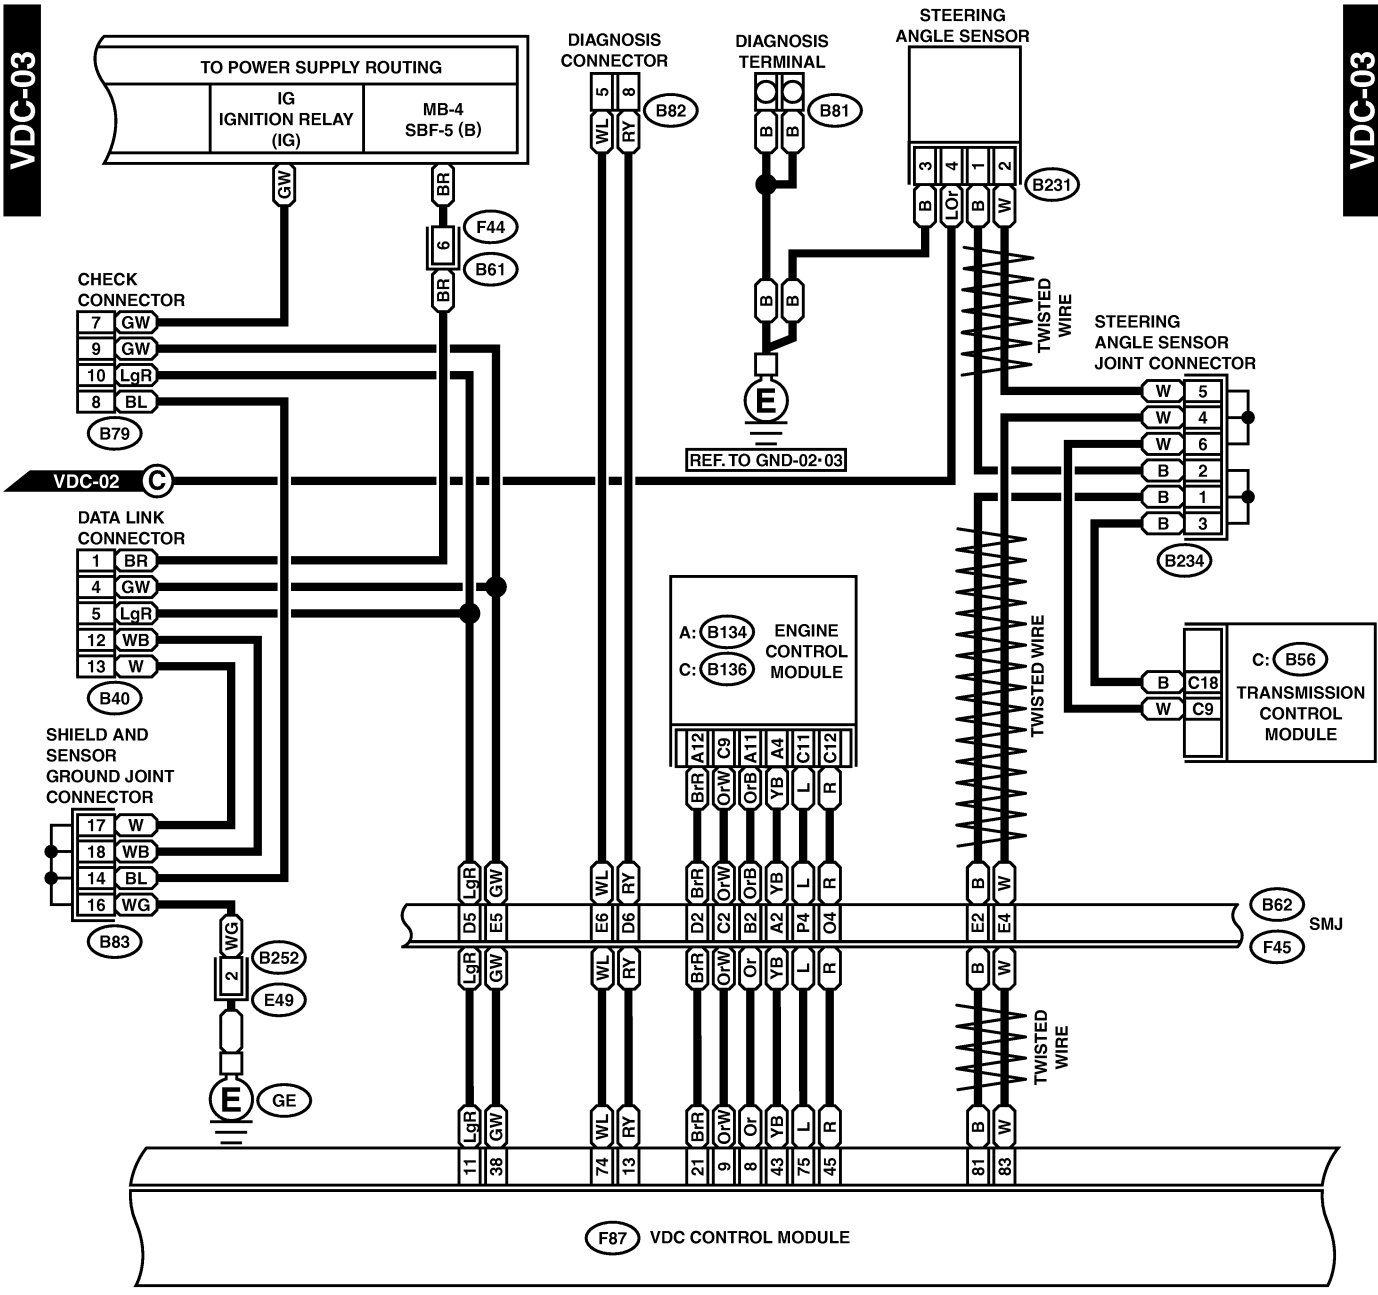 VDC-03
VDC-03
TO POWER SUPPLY ROUTING
IG
IGNITION RELAY
(IG)
MB-4
SBF-5 (B)
GW
BR
6
F44
B61
BR
DIAGNOSIS
CONNECTOR
5 8
B82
WL RY
DIAGNOSIS
TERMINAL
B81
B B
B B
E
REF. TO GND-02·03
STEERING
ANGLE SENSOR
3 4 1 2
B231
B LOr B W
TWISTED
WIRE
CHECK
CONNECTOR
7 GW
9 GW
10 LgR
8 BL
B79
VDC-02 C
DATA LINK
CONNECTOR
1 BR
4 GW
5 LgR
12 WB
13 W
B40
SHIELD AND
SENSOR
GROUND JOINT
CONNECTOR
17 W
18 WB
14 BL
16 WG
B83
WG
2
B252
E49
E
GE
STEERING
ANGLE SENSOR
JOINT CONNECTOR
W 5
W 4
W 6
B 2
B 1
B 3
B234
C: B56
TRANSMISSION
CONTROL
MODULE
B C18
W C9
TWISTED WIRE
A: B134
C: B136
ENGINE
CONTROL
MODULE
A12 C9 A11 A4 C11 C12
BrR OrW OrB YB L R
LgR GW WL RY BrR OrW OrB YB L R B W
D5 E5 E6 D6 D2 C2 B2 A2 P4 O4 E2 E4
B62
SMJ
F45
LgR GW WL RY BrR OrW Or YB L R B W
TWISTED
WIRE
LgR GW WL RY BrR OrW Or YB L R B W
11 38 74 13 21 9 8 43 75 45 81 83
F87 VDC CONTROL MODULE